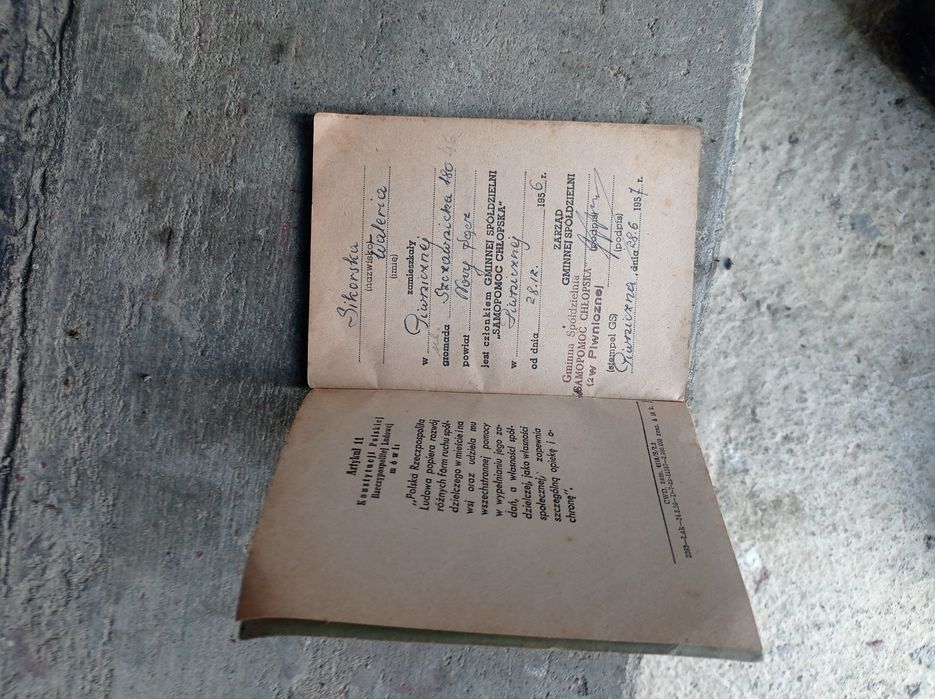 Artykuł 11
Konstytucji Polskiej
Rzeczypospolitej Ludowej
mówi:
„Polska Rzeczpospolita
Ludowa popiera rozwój
różnych form ruchu spół-
dzielczego w mieście i na
wsi oraz udziela mu
wszechstronnej pomocy
w wypełnianiu jego za-
dań, a własności spół-
dzielczej, jako własności
społecznej, zapewnia
szczególną opiekę i o-
chronę”.
CWD, zam.
Sikorska
(nazwisko)
Waleria
(imię)
zamieszkały
w Piwnicznej
gromada Szczawnicka 180
powiat Nowy Sącz
jest członkiem GMINNEJ SPÓŁDZIELNI
„SAMOPOMOC CHŁOPSKA”
w Piwnicznej
od dnia 28.IX. 1956 r.
ZARZĄD
GMINNEJ SPÓŁDZIELNI
Gminna Spółdzielnia
„SAMOPOMOC CHŁOPSKA”
w Piwnicznej
(podpis)
(stempel GS)
(podpis)
Piwniczna, dnia 28.6 1957 r.